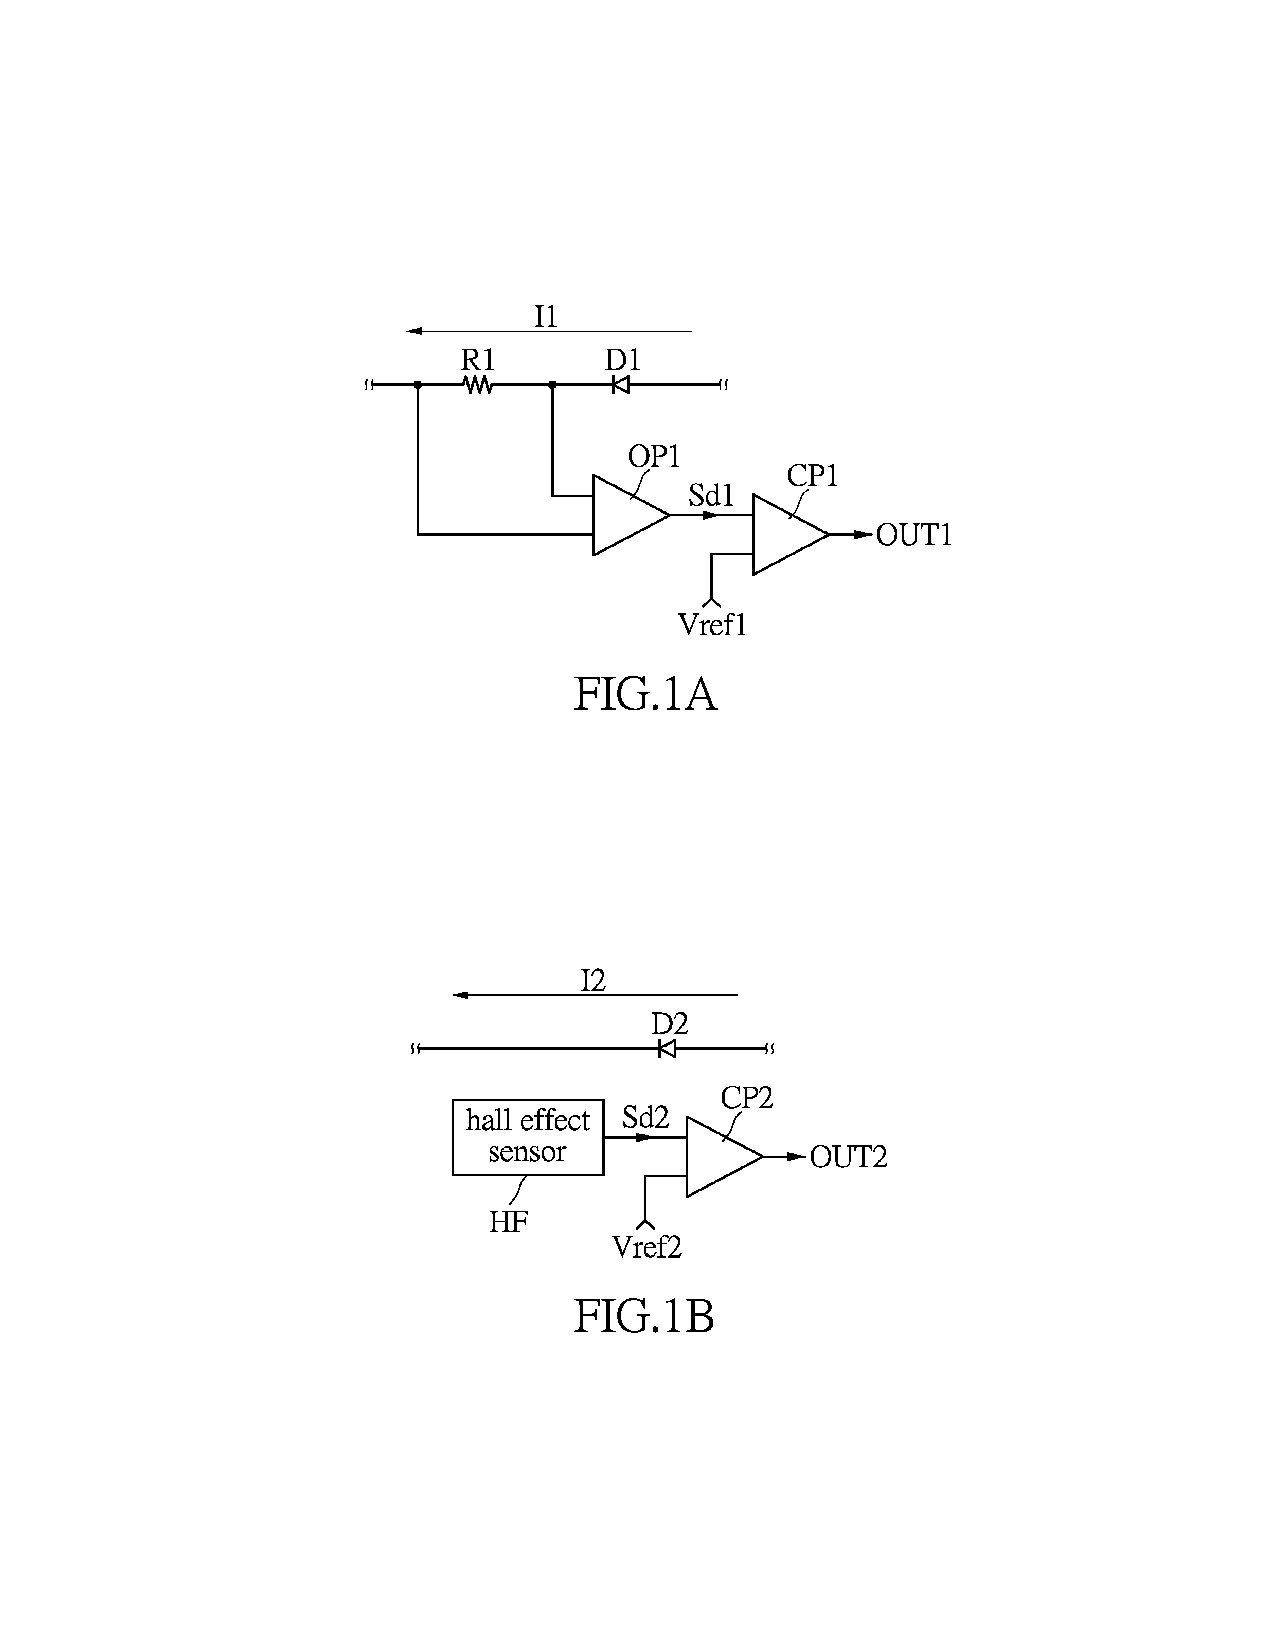 I1
R1
D1
OP1
CP1
Sd1
OUT1
Vref1
FIG.1A
I2
D2
CP2
hall effect
sensor
Sd2
OUT2
HF
Vref2
FIG.1B